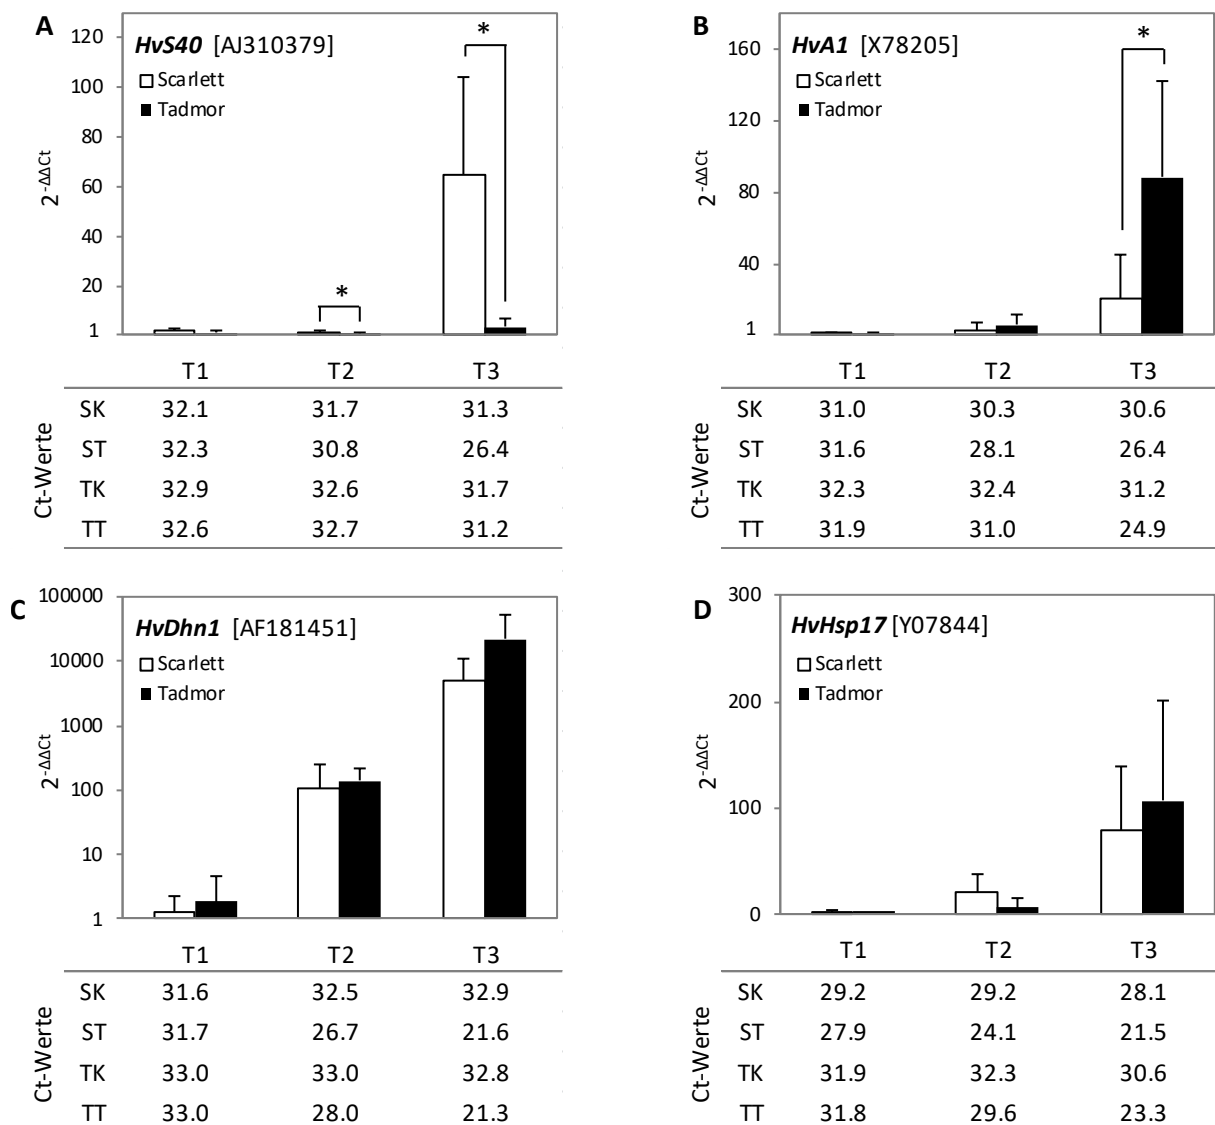 A
HvS40 [AJ310379]
Scarlett
Tadmor
2^-ΔΔCt
120
100
80
60
40
20
1
*
*
T1 T2 T3
Ct-Werte
SK 32.1 31.7 31.3
ST 32.3 30.8 26.4
TK 32.9 32.6 31.7
TT 32.6 32.7 31.2
B
HvA1 [X78205]
Scarlett
Tadmor
2^-ΔΔCt
160
120
80
40
1
*
T1 T2 T3
Ct-Werte
SK 31.0 30.3 30.6
ST 31.6 28.1 26.4
TK 32.3 32.4 31.2
TT 31.9 31.0 24.9
C
HvDhn1 [AF181451]
Scarlett
Tadmor
2^-ΔΔCt
100000
10000
1000
100
10
1
T1 T2 T3
Ct-Werte
SK 31.6 32.5 32.9
ST 31.7 26.7 21.6
TK 33.0 33.0 32.8
TT 33.0 28.0 21.3
D
HvHsp17 [Y07844]
Scarlett
Tadmor
2^-ΔΔCt
300
200
100
0
T1 T2 T3
Ct-Werte
SK 29.2 29.2 28.1
ST 27.9 24.1 21.5
TK 31.9 32.3 30.6
TT 31.8 29.6 23.3